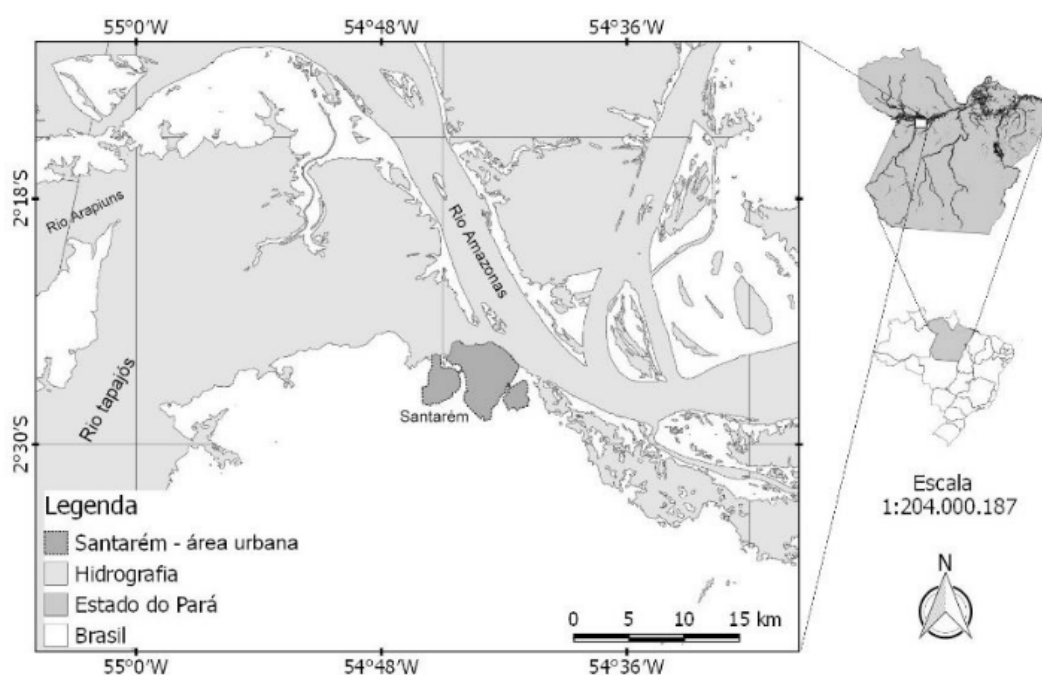 55°0'W 54°48'W 54°36'W
2°18'S
2°30'S
Rio Arapiuns
Rio Amazonas
Rio tapajós
Santarém
Legenda
Santarém - área urbana
Hidrografia
Estado do Pará
Brasil
0 5 10 15 km
55°0'W 54°48'W 54°36'W
Escala
1:204.000.187
N